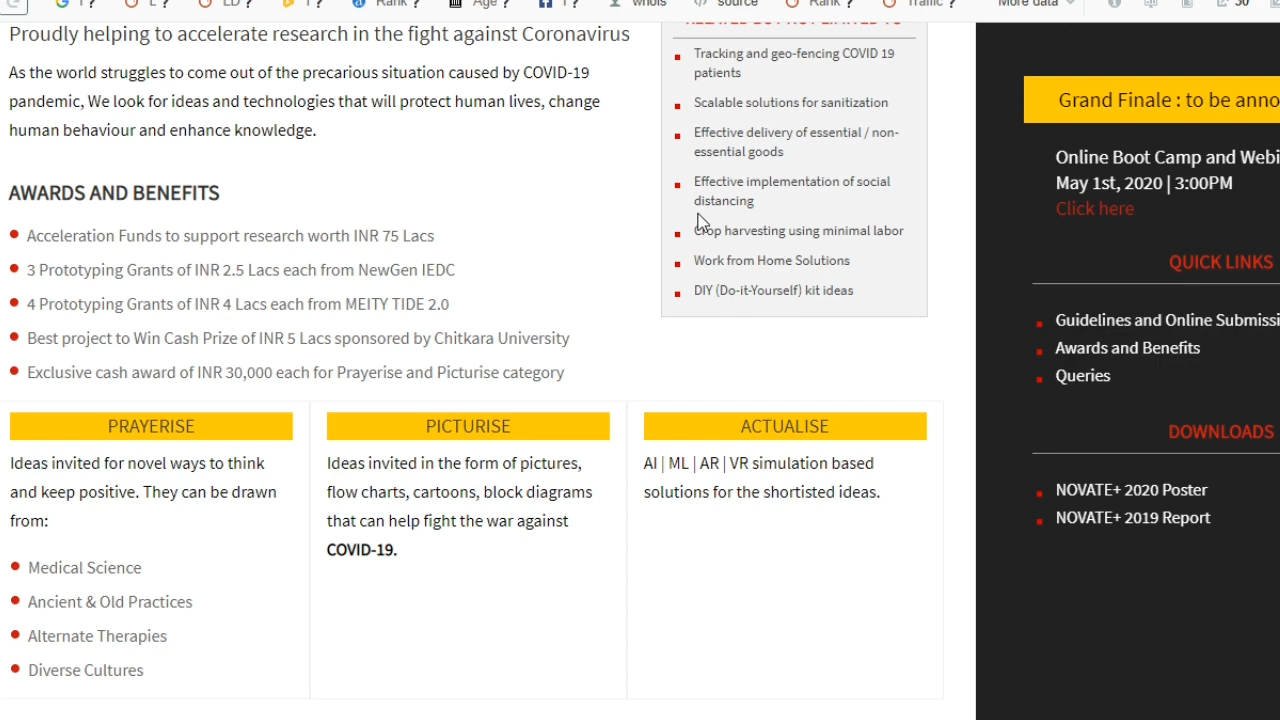 Rank ?
Age ?
whois
source
Rank ?
Traffic ?
More data
30
Proudly helping to accelerate research in the fight against Coronavirus
As the world struggles to come out of the precarious situation caused by COVID-19
pandemic, We look for ideas and technologies that will protect human lives, change
human behaviour and enhance knowledge.
AWARDS AND BENEFITS
Acceleration Funds to support research worth INR 75 Lacs
3 Prototyping Grants of INR 2.5 Lacs each from NewGen IEDC
4 Prototyping Grants of INR 4 Lacs each from MEITY TIDE 2.0
Best project to Win Cash Prize of INR 5 Lacs sponsored by Chitkara University
Exclusive cash award of INR 30,000 each for Prayerise and Picturise category
RELATED BUT NOT LIMITED TO
Tracking and geo-fencing COVID 19
patients
Scalable solutions for sanitization
Effective delivery of essential / non-
essential goods
Effective implementation of social
distancing
Crop harvesting using minimal labor
Work from Home Solutions
DIY (Do-it-Yourself) kit ideas
PRAYERISE
Ideas invited for novel ways to think
and keep positive. They can be drawn
from:
Medical Science
Ancient & Old Practices
Alternate Therapies
Diverse Cultures
PICTURISE
Ideas invited in the form of pictures,
flow charts, cartoons, block diagrams
that can help fight the war against
COVID-19.
ACTUALISE
AI | ML | AR | VR simulation based
solutions for the shortisted ideas.
Grand Finale : to be anno
Online Boot Camp and Webi
May 1st, 2020 | 3:00PM
Click here
QUICK LINKS
Guidelines and Online Submissi
Awards and Benefits
Queries
DOWNLOADS
NOVATE+ 2020 Poster
NOVATE+ 2019 Report